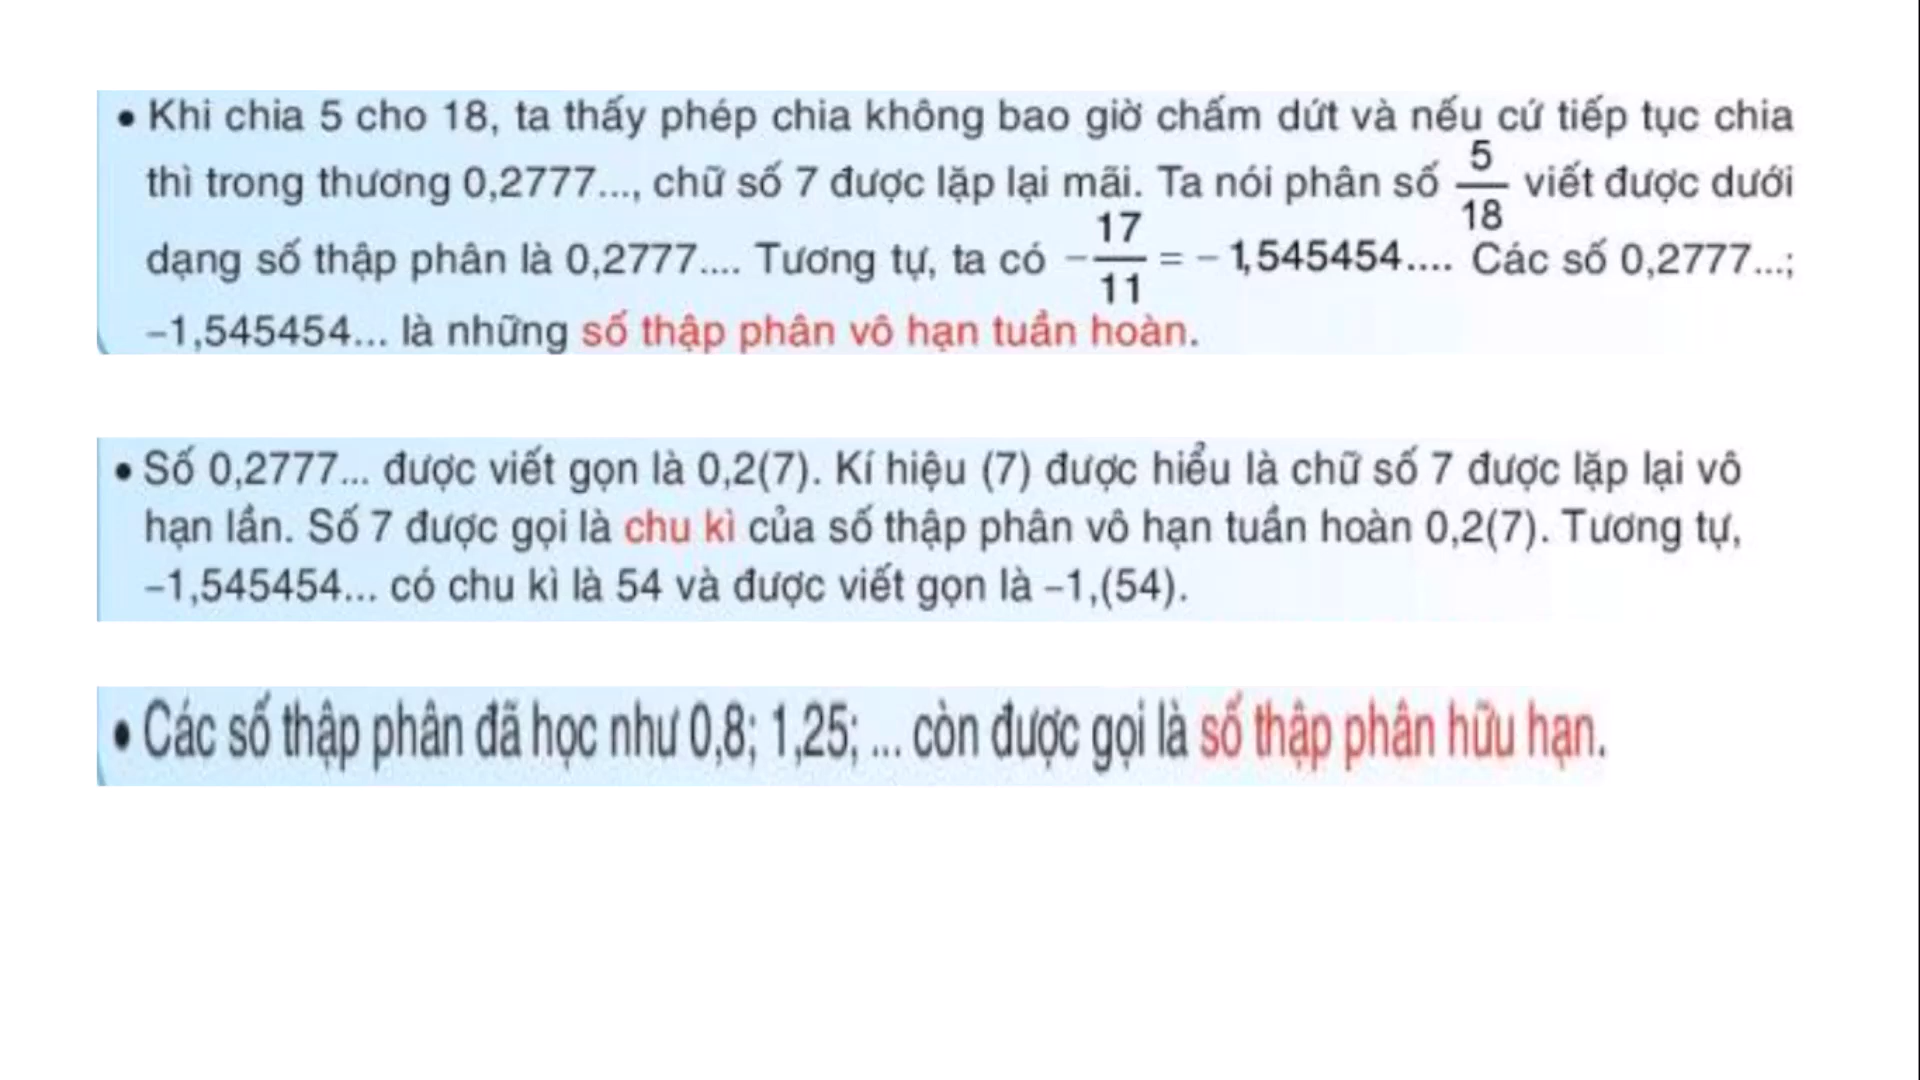 • Khi chia 5 cho 18, ta thấy phép chia không bao giờ chấm dứt và nếu cứ tiếp tục chia
thì trong thương 0,2777..., chữ số 7 được lặp lại mãi. Ta nói phân số 5/18 viết được dưới
dạng số thập phân là 0,2777.... Tương tự, ta có −17/11 = − 1,545454.... Các số 0,2777...;
−1,545454... là những số thập phân vô hạn tuần hoàn.
• Số 0,2777... được viết gọn là 0,2(7). Kí hiệu (7) được hiểu là chữ số 7 được lặp lại vô
hạn lần. Số 7 được gọi là chu kì của số thập phân vô hạn tuần hoàn 0,2(7). Tương tự,
−1,545454... có chu kì là 54 và được viết gọn là −1,(54).
• Các số thập phân đã học như 0,8; 1,25; ... còn được gọi là số thập phân hữu hạn.